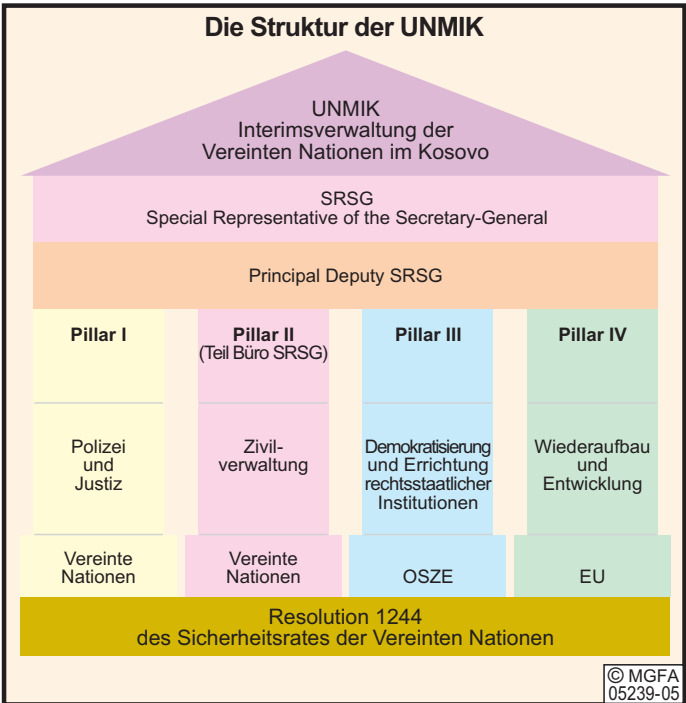 Die Struktur der UNMIK
UNMIK
Interimsverwaltung der
Vereinten Nationen im Kosovo
SRSG
Special Representative of the Secretary-General
Principal Deputy SRSG
Pillar I
Polizei
und
Justiz
Vereinte
Nationen
Pillar II
(Teil Büro SRSG)
Zivil-
verwaltung
Vereinte
Nationen
Pillar III
Demokratisierung
und Errichtung
rechtsstaatlicher
Institutionen
OSZE
Pillar IV
Wiederaufbau
und
Entwicklung
EU
Resolution 1244
des Sicherheitsrates der Vereinten Nationen
© MGFA
05239-05